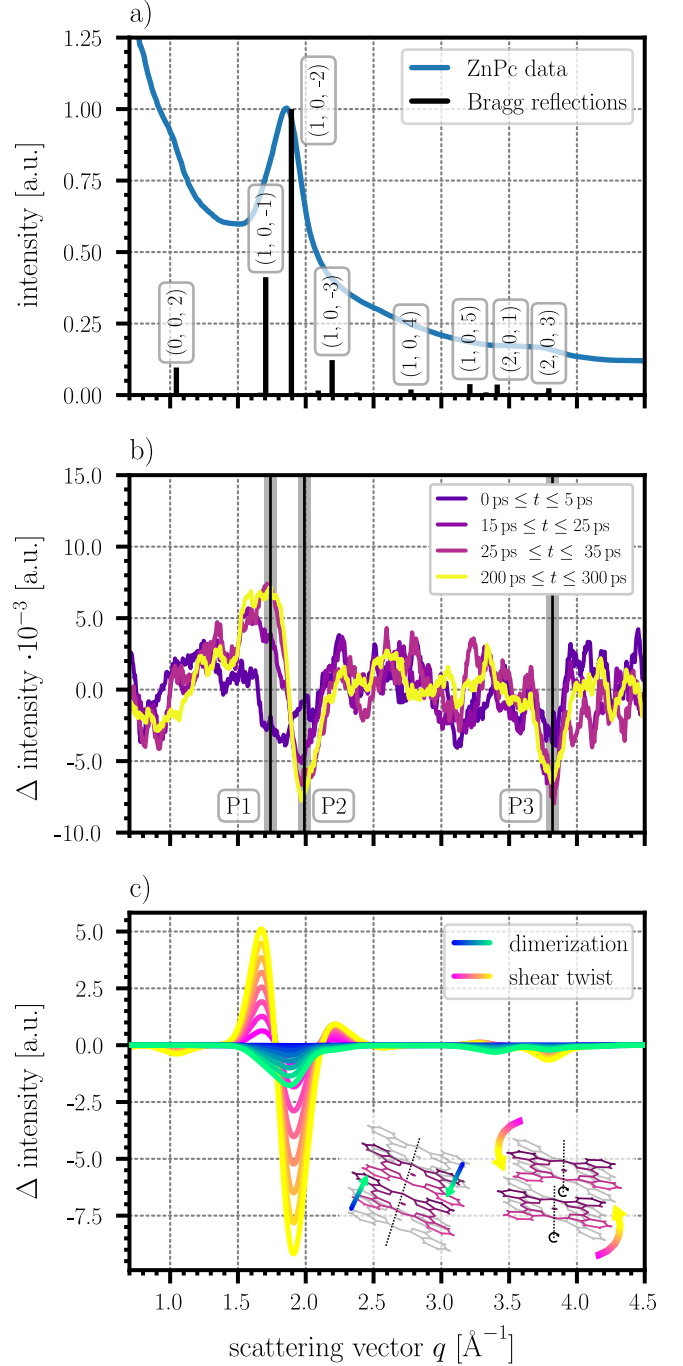 a)
1.25
1.00
0.75
0.50
0.25
0.00
intensity [a.u.]
ZnPc data
Bragg reflections
(0, 0, 2)
(1, 0, -1)
(1, 0, -2)
(1, 0, -3)
(1, 0, 4)
(1, 0, 5)
(2, 0, 1)
(2, 0, 3)
b)
15.0
10.0
5.0
0.0
-5.0
-10.0
Δ intensity ·10⁻³ [a.u.]
0 ps ≤ t ≤ 5 ps
15 ps ≤ t ≤ 25 ps
25 ps ≤ t ≤ 35 ps
200 ps ≤ t ≤ 300 ps
P1
P2
P3
c)
5.0
2.5
0.0
-2.5
-5.0
-7.5
Δ intensity [a.u.]
dimerization
shear twist
1.0 1.5 2.0 2.5 3.0 3.5 4.0 4.5
scattering vector q [Å⁻¹]